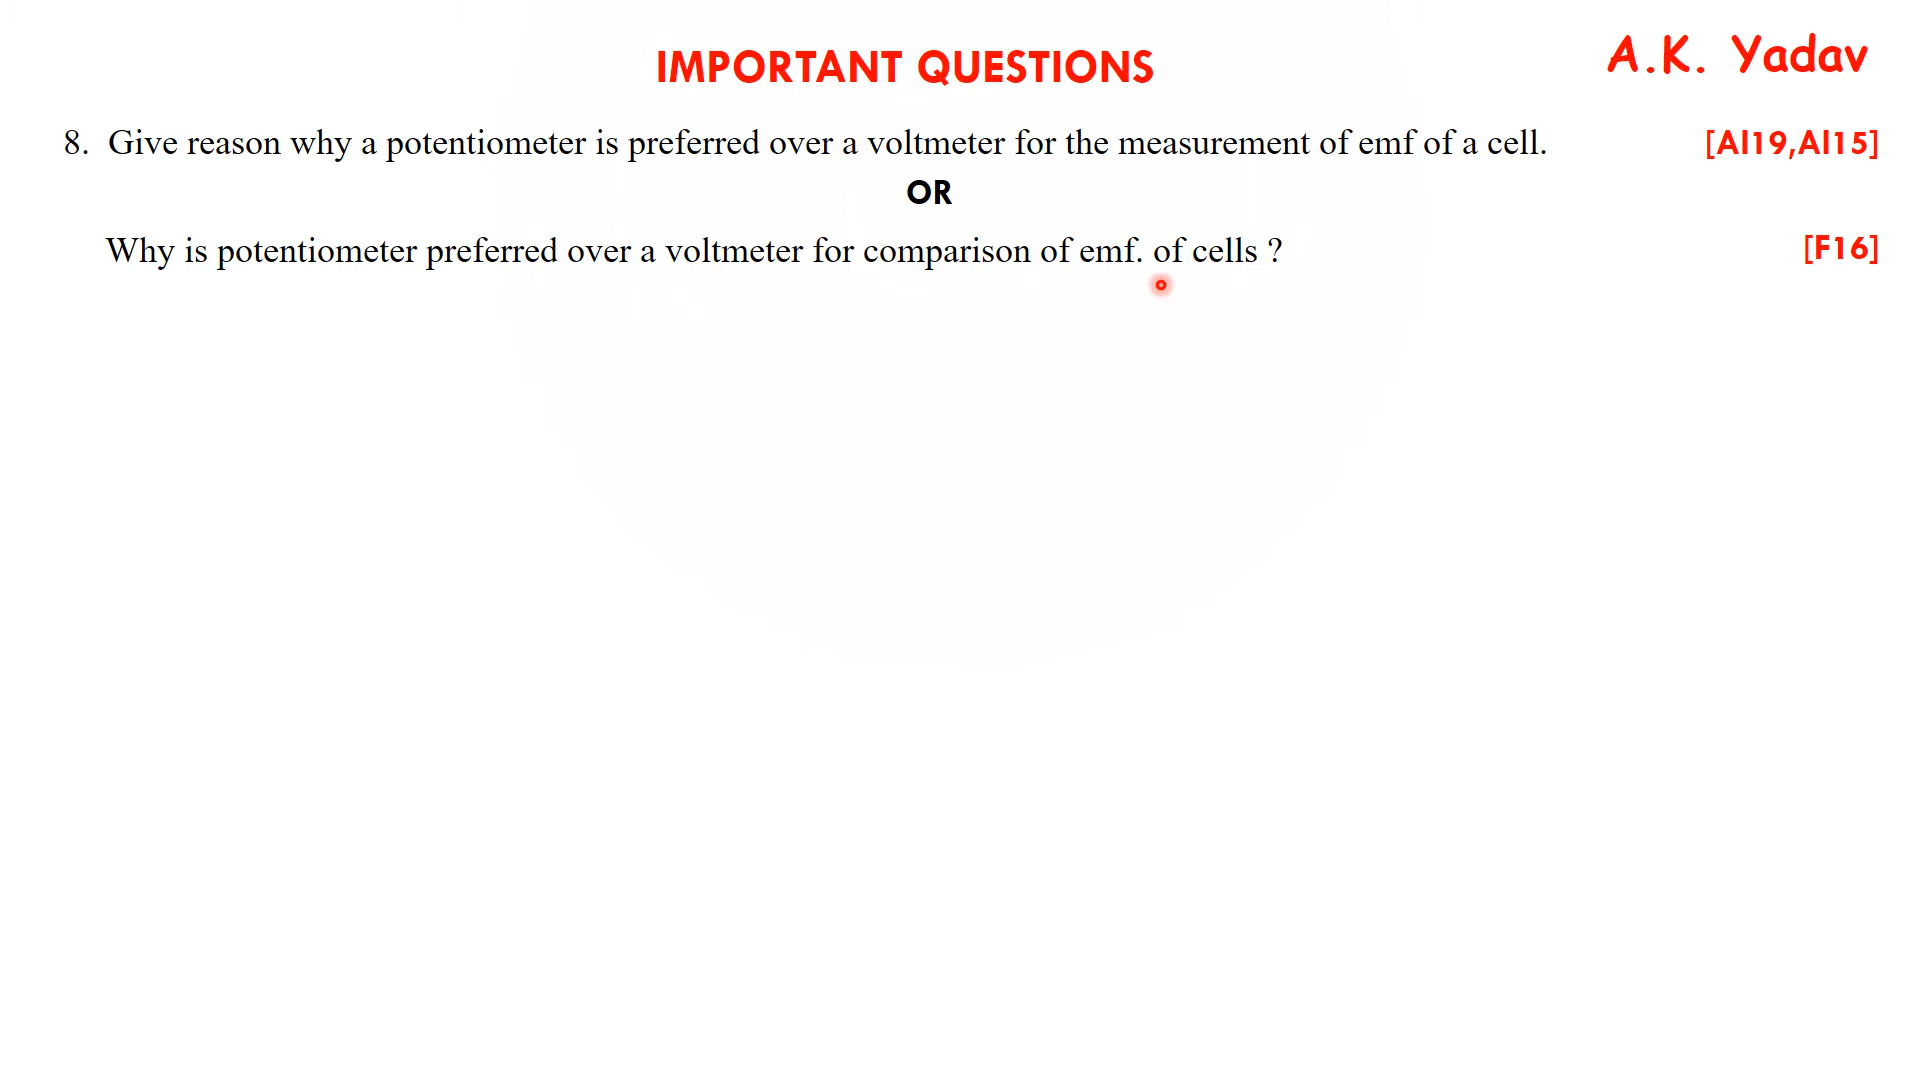 IMPORTANT QUESTIONS
A.K. Yadav
8. Give reason why a potentiometer is preferred over a voltmeter for the measurement of emf of a cell. [AI19,AI15]
OR
Why is potentiometer preferred over a voltmeter for comparison of emf. of cells ? [F16]